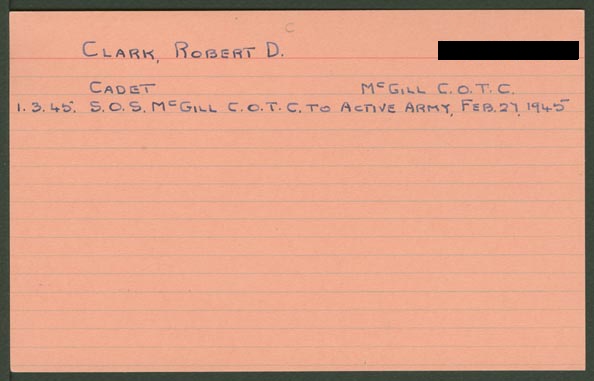 C
CLARK, ROBERT D.
CADET MCGILL C.O.T.C.
1.3.45. S.O.S. MCGILL C.O.T.C. TO ACTIVE ARMY, FEB. 27, 1945